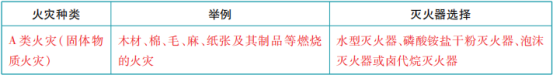 火灾种类 举例 灭火器选择
A 类火灾(固体物 木材、棉、毛、麻、纸张及其制品等燃烧 水型灭火器、磷酸铵盐干粉灭火器、泡沫
质火灾) 的火灾 灭火器或卤代烷灭火器